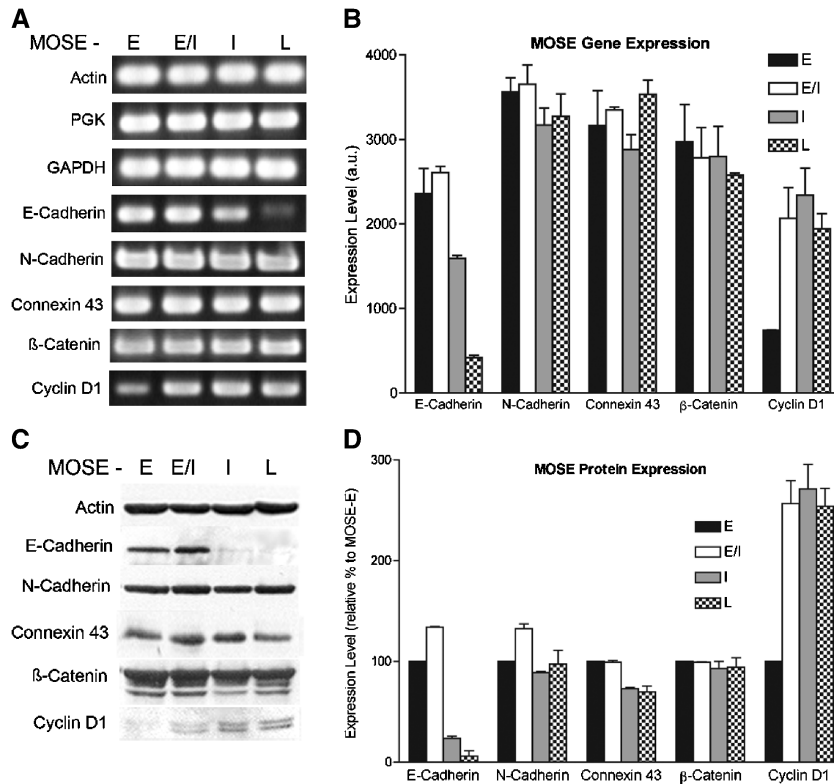 A
MOSE - E E/I I L
Actin
PGK
GAPDH
E-Cadherin
N-Cadherin
Connexin 43
ß-Catenin
Cyclin D1
B
MOSE Gene Expression
Expression Level (a.u.)
4000
3000
2000
1000
0
E
E/I
I
L
E-Cadherin N-Cadherin Connexin 43 β-Catenin Cyclin D1
C
MOSE - E E/I I L
Actin
E-Cadherin
N-Cadherin
Connexin 43
ß-Catenin
Cyclin D1
D
MOSE Protein Expression
Expression Level (relative % to MOSE-E)
300
200
100
0
E
E/I
I
L
E-Cadherin N-Cadherin Connexin 43 β-Catenin Cyclin D1